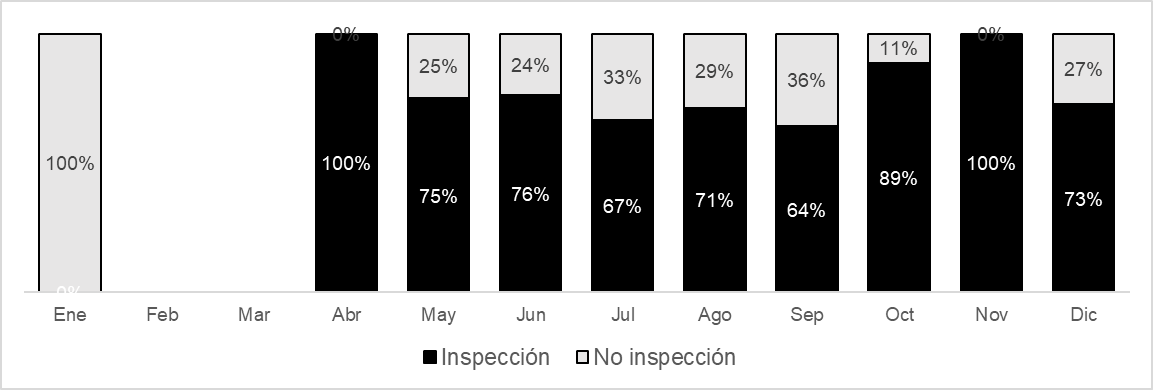 0% 0%
11%
25% 24% 33% 29% 36% 27%
100% 100% 89% 100%
75% 76% 67% 71% 64% 73%
0%
Ene Feb Mar Abr May Jun Jul Ago Sep Oct Nov Dic
Inspección No inspección